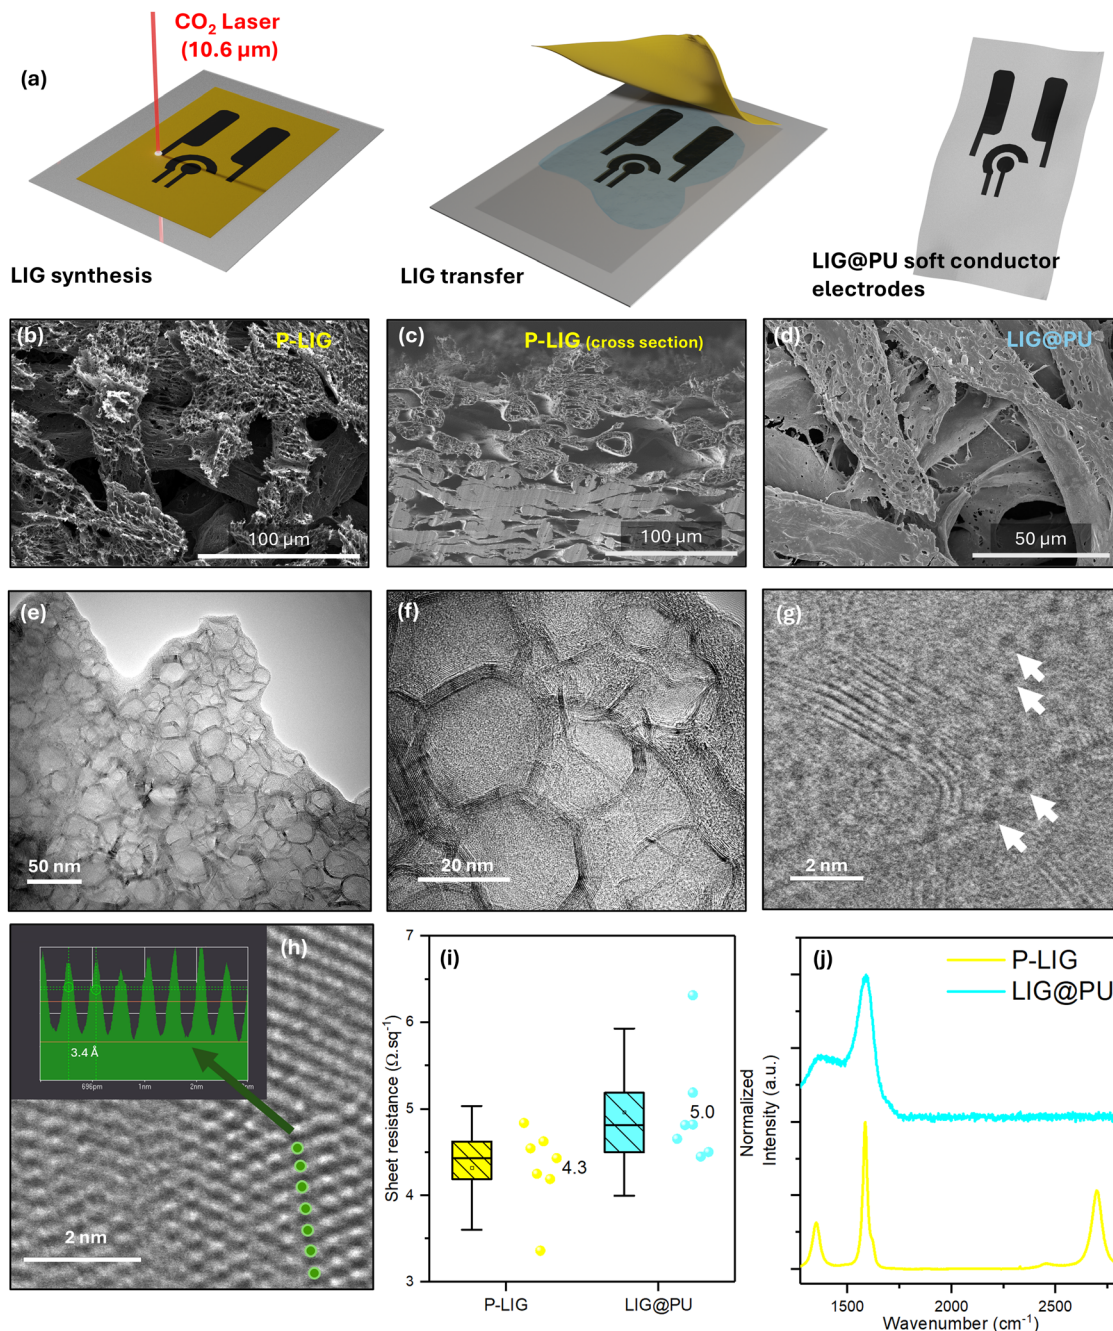 CO₂ Laser
(10.6 µm)
(a)
LIG synthesis
LIG transfer
LIG@PU soft conductor
electrodes
(b)
P-LIG
100 µm
(c)
P-LIG (cross section)
100 µm
(d)
LIG@PU
50 µm
(e)
50 nm
(f)
20 nm
(g)
2 nm
(h)
3.4 Å
696pm
1nm
2nm
2 nm
(i)
7
6
5
4
3
Sheet resistance (Ω.sq⁻¹)
4.3
5.0
P-LIG
LIG@PU
(j)
P-LIG
LIG@PU
Normalized
Intensity (a.u.)
1500
2000
2500
Wavenumber (cm⁻¹)